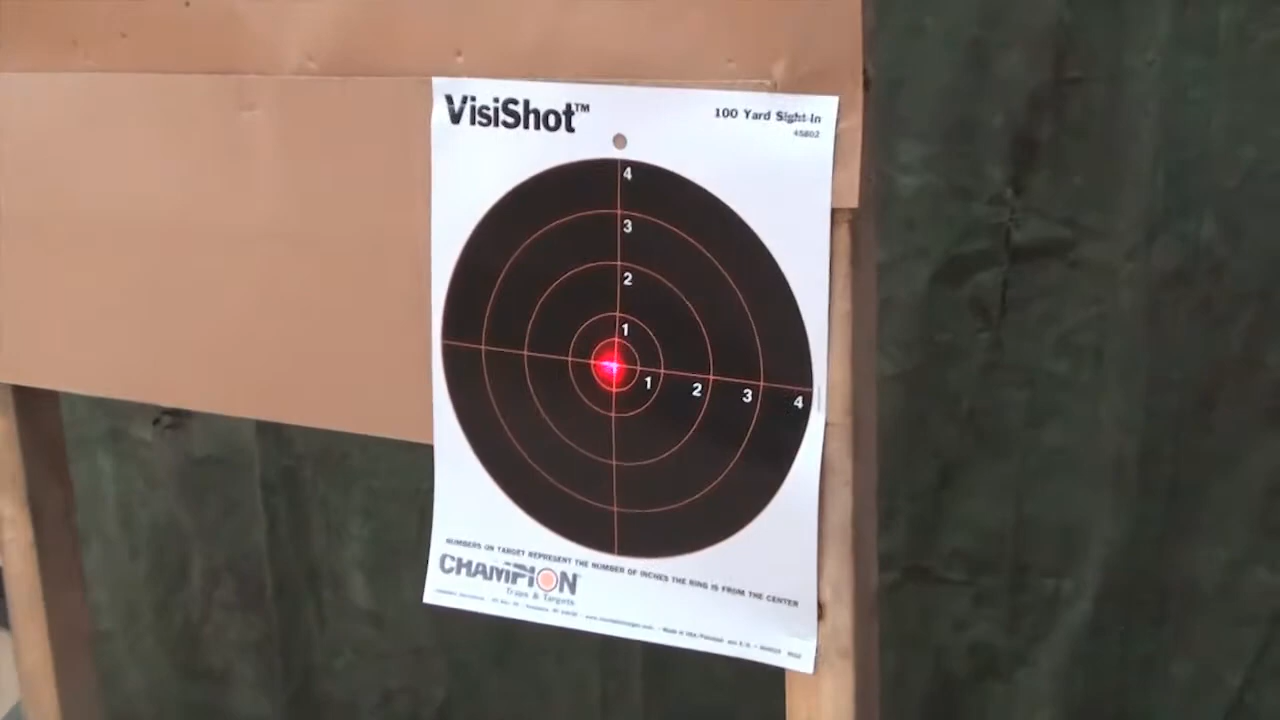 VisiShot™
100 Yard Sight-In
45802
4
3
2
1
1 2 3 4
NUMBERS ON TARGET REPRESENT THE NUMBER OF INCHES THE RING IS FROM THE CENTER
CHAMPION
Traps & Targets